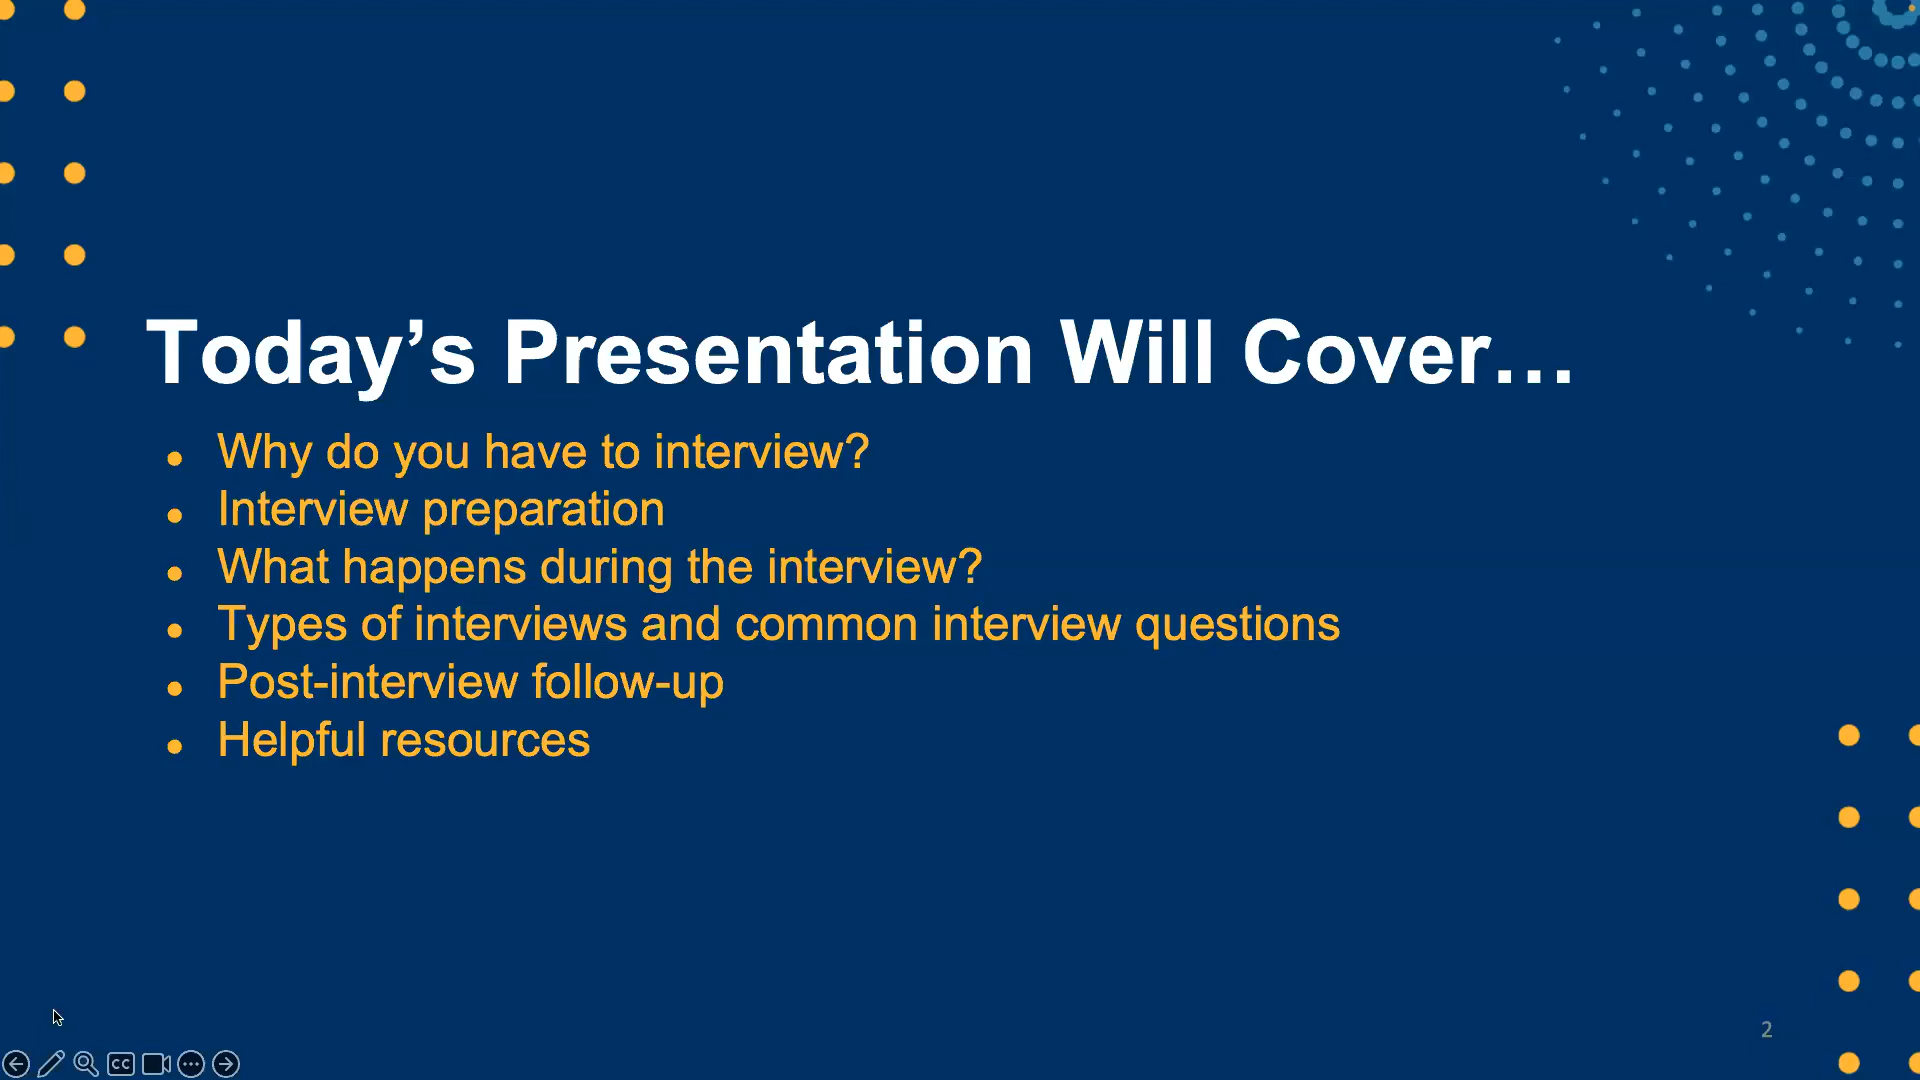 Today’s Presentation Will Cover…
• Why do you have to interview?
• Interview preparation
• What happens during the interview?
• Types of interviews and common interview questions
• Post-interview follow-up
• Helpful resources
2
CC